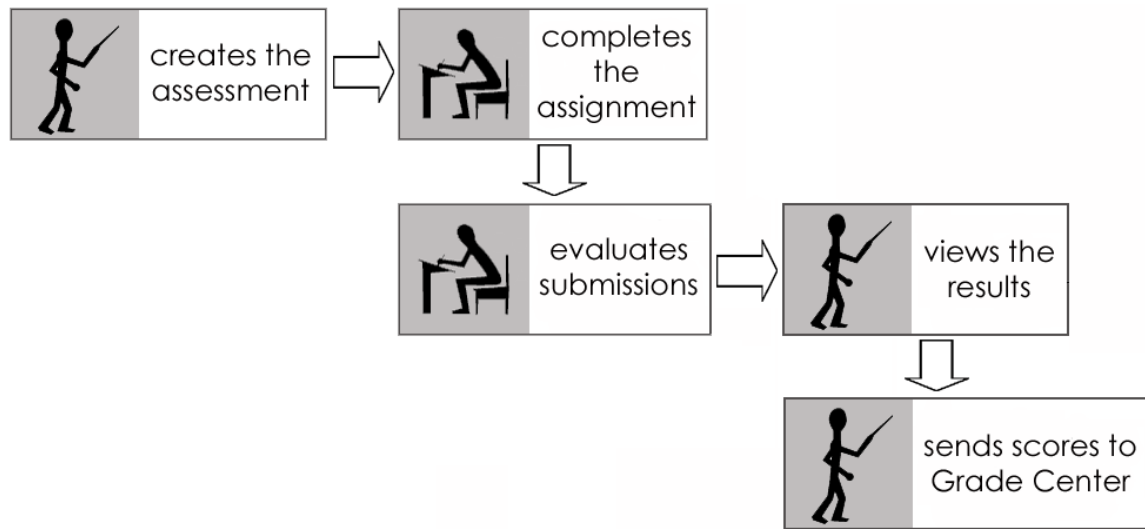 creates the
assessment
completes
the
assignment
evaluates
submissions
views the
results
sends scores to
Grade Center